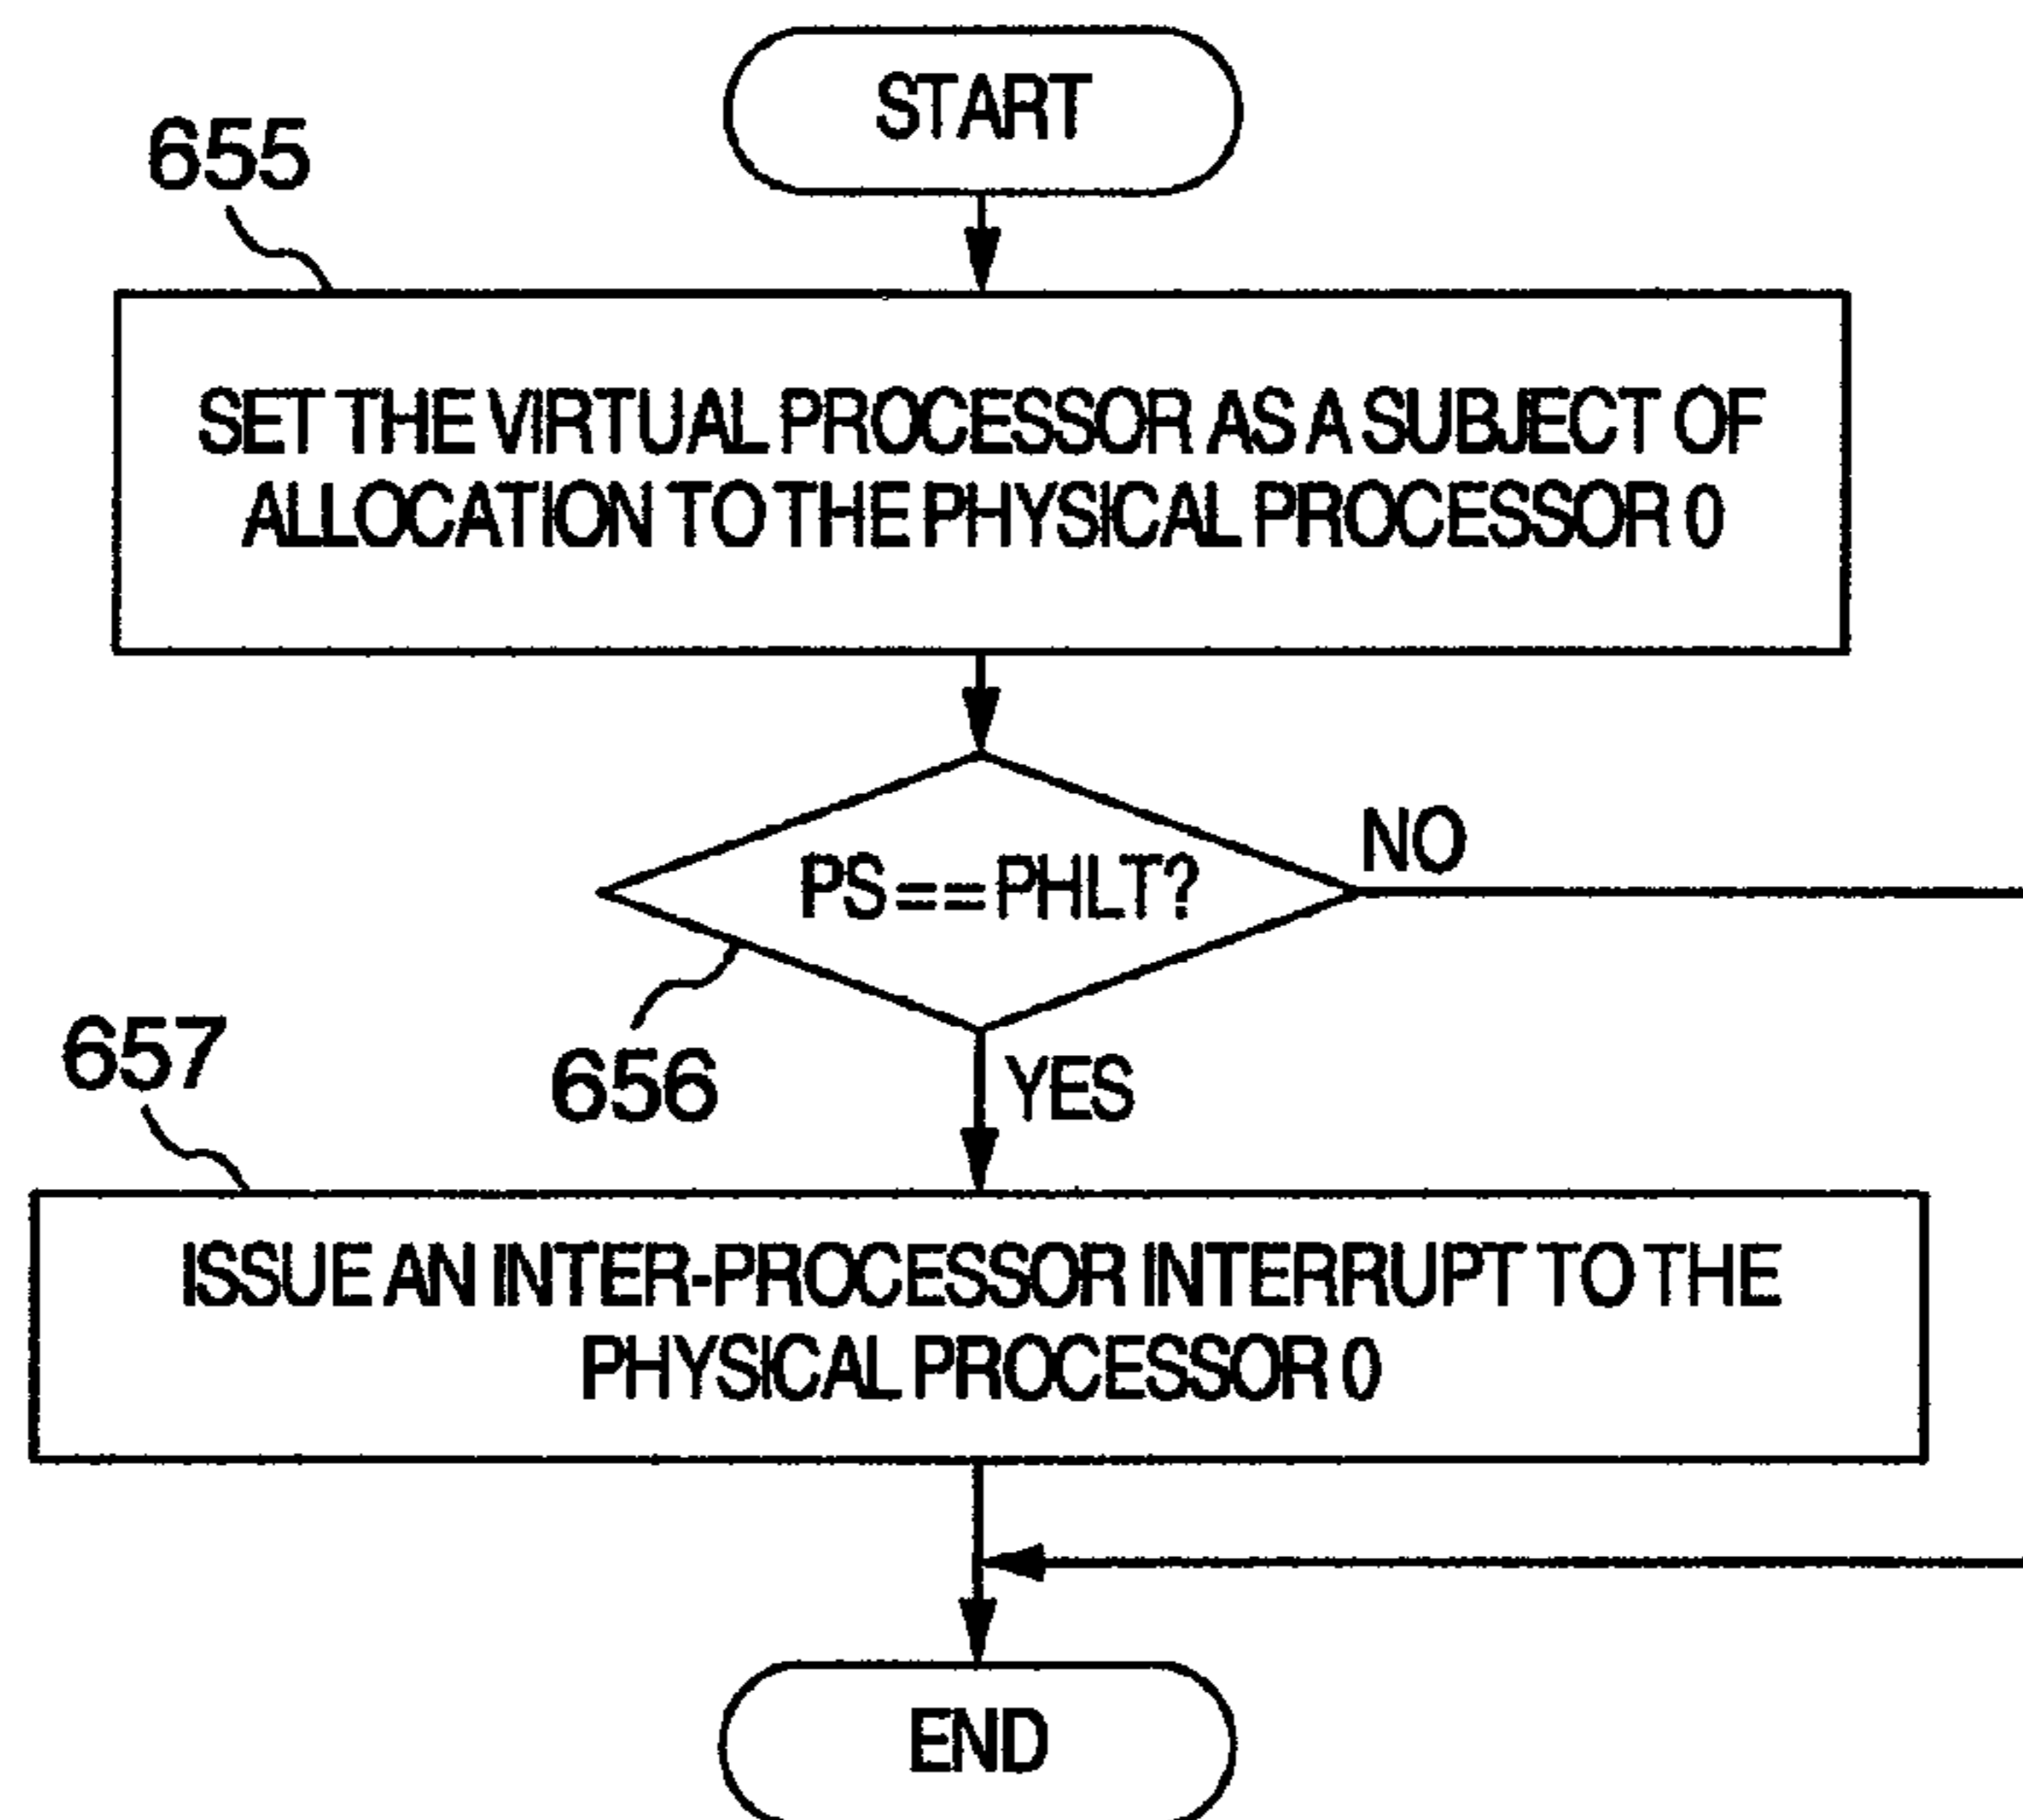 START
655
SET THE VIRTUAL PROCESSOR AS A SUBJECT OF
ALLOCATION TO THE PHYSICAL PROCESSOR 0
PS==PHLT?
NO
656
YES
657
ISSUE AN INTER-PROCESSOR INTERRUPT TO THE
PHYSICAL PROCESSOR 0
END